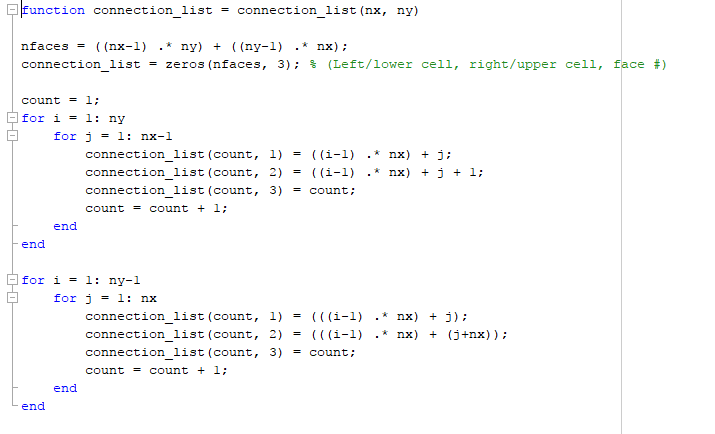 function connection_list = connection_list(nx, ny)
nfaces = ((nx-1) .* ny) + ((ny-1) .* nx);
connection_list = zeros(nfaces, 3); % (Left/lower cell, right/upper cell, face #)
count = 1;
for i = 1: ny
    for j = 1: nx-1
        connection_list(count, 1) = ((i-1) .* nx) + j;
        connection_list(count, 2) = ((i-1) .* nx) + j + 1;
        connection_list(count, 3) = count;
        count = count + 1;
    end
end
for i = 1: ny-1
    for j = 1: nx
        connection_list(count, 1) = (((i-1) .* nx) + j);
        connection_list(count, 2) = (((i-1) .* nx) + (j+nx));
        connection_list(count, 3) = count;
        count = count + 1;
    end
end